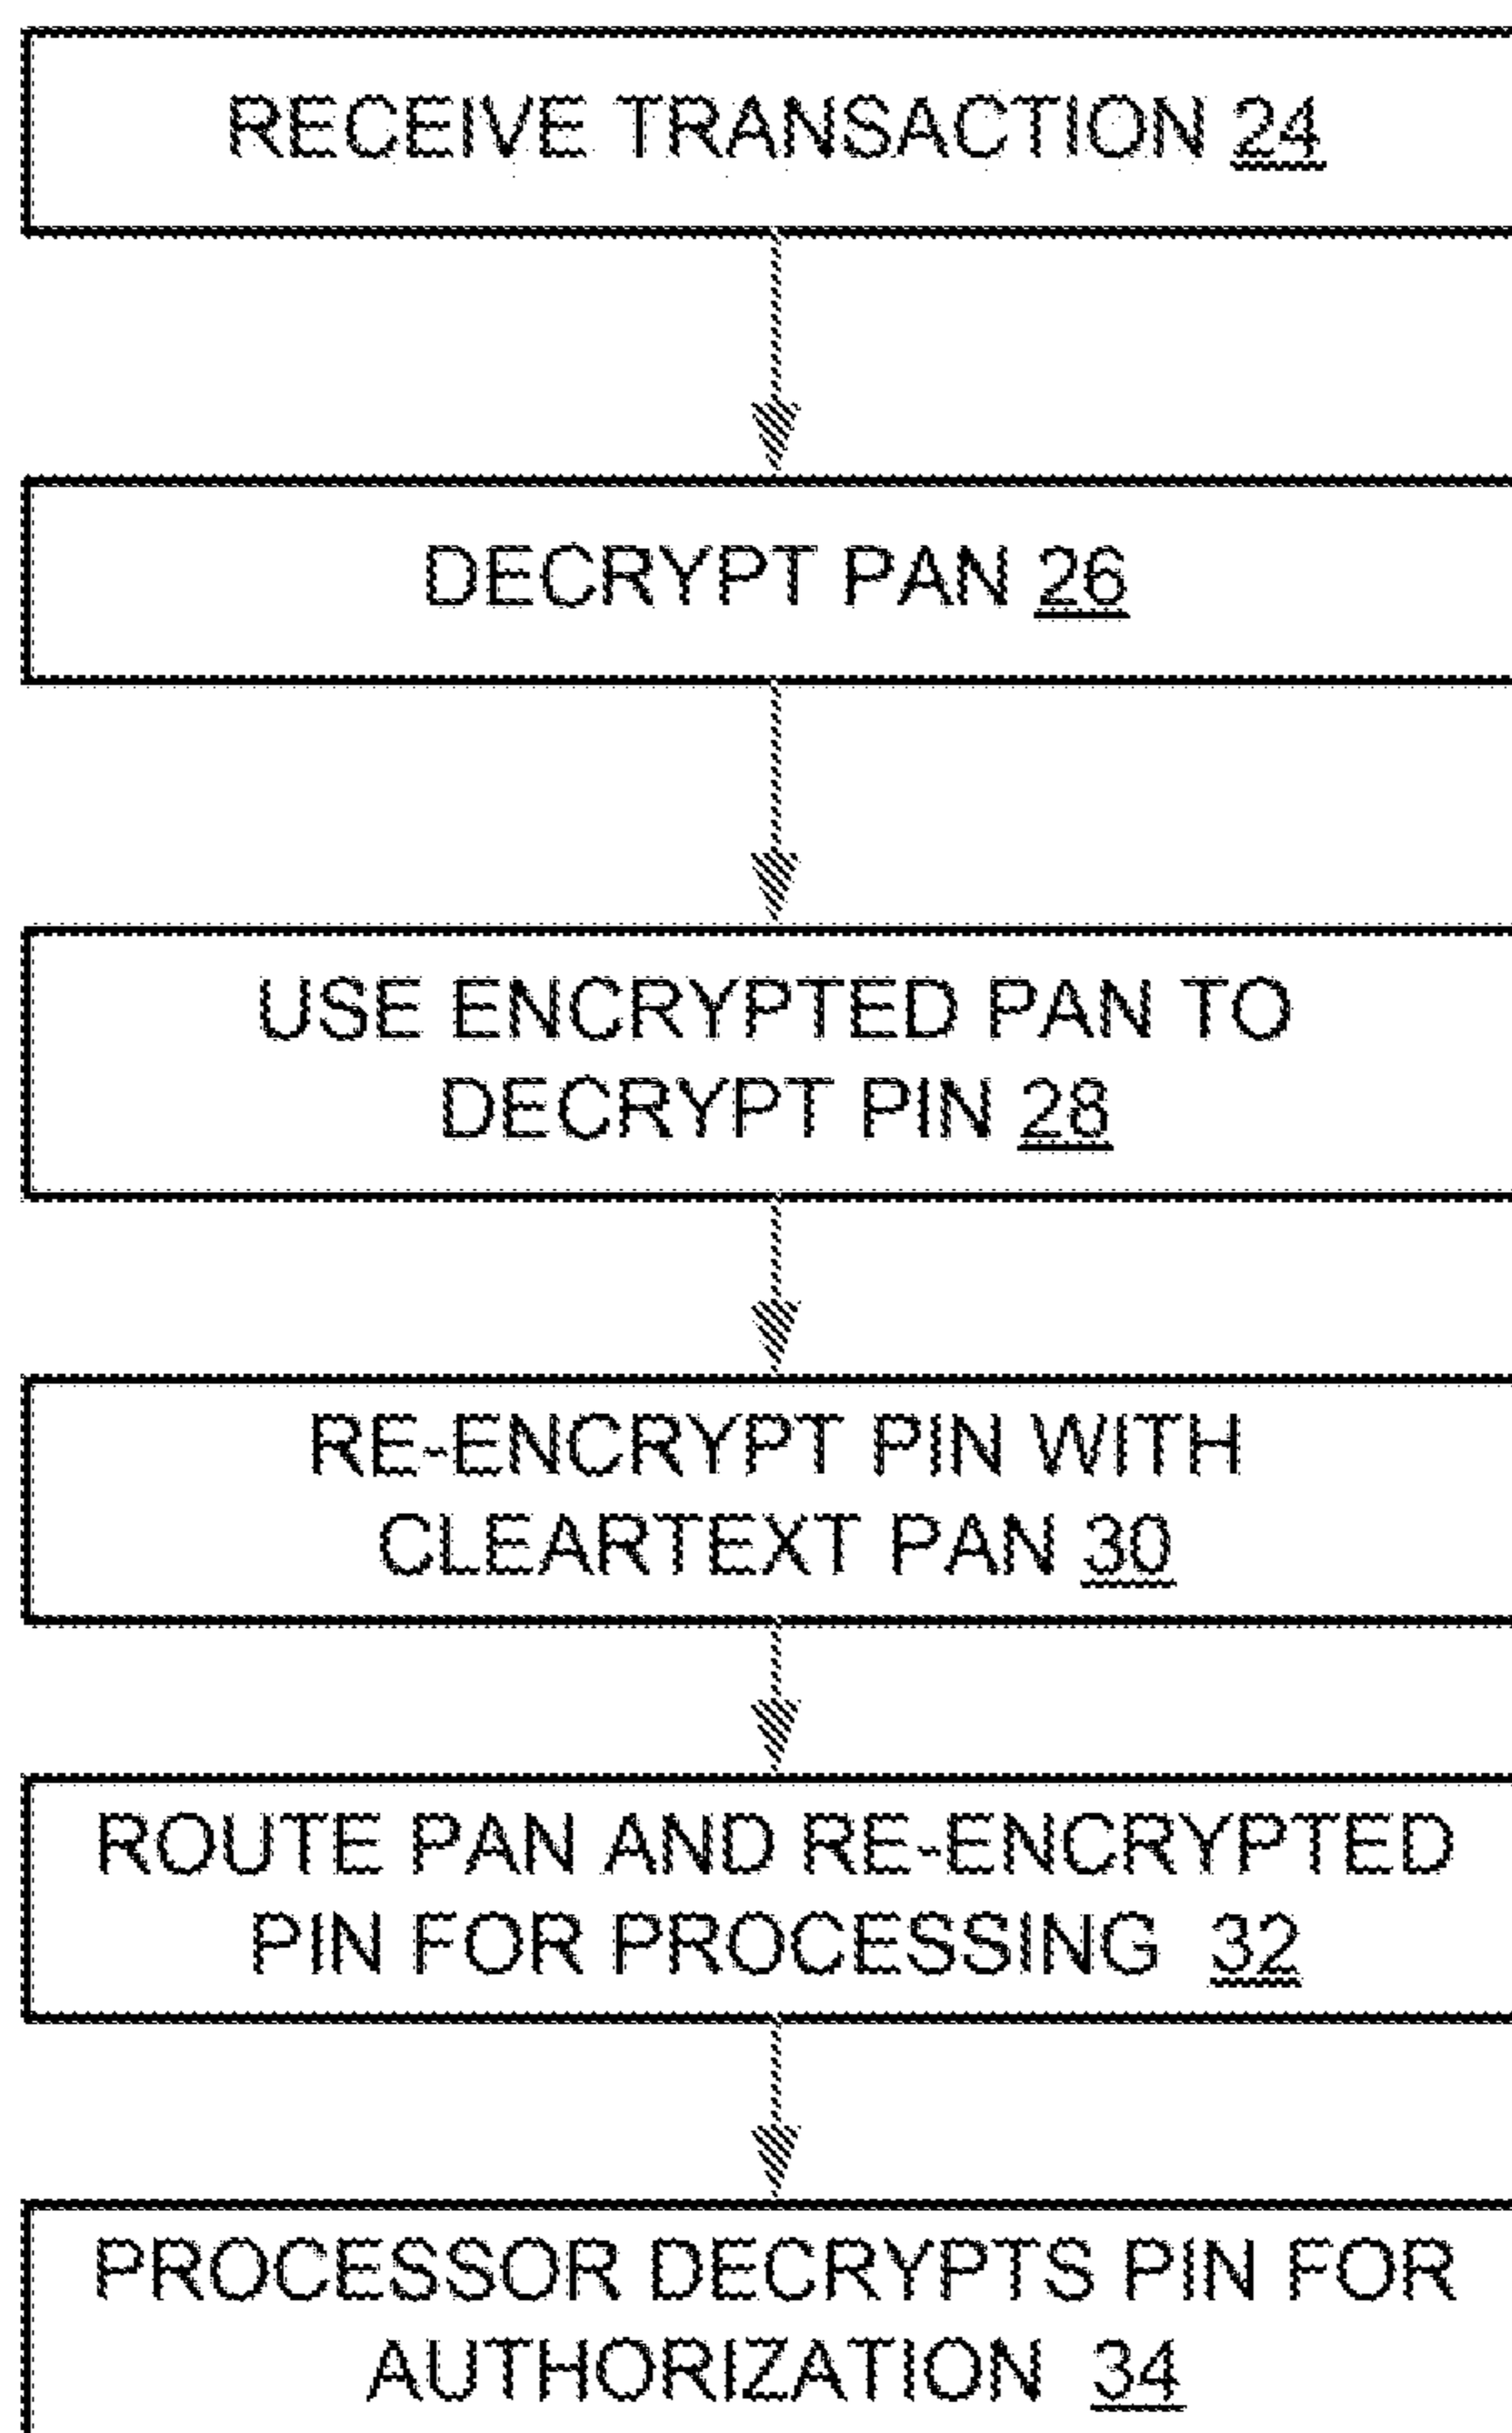 RECEIVE TRANSACTION 24
DECRYPT PAN 26
USE ENCRYPTED PAN TO
DECRYPT PIN 28
RE-ENCRYPT PIN WITH
CLEARTEXT PAN 30
ROUTE PAN AND RE-ENCRYPTED
PIN FOR PROCESSING 32
PROCESSOR DECRYPTS PIN FOR
AUTHORIZATION 34